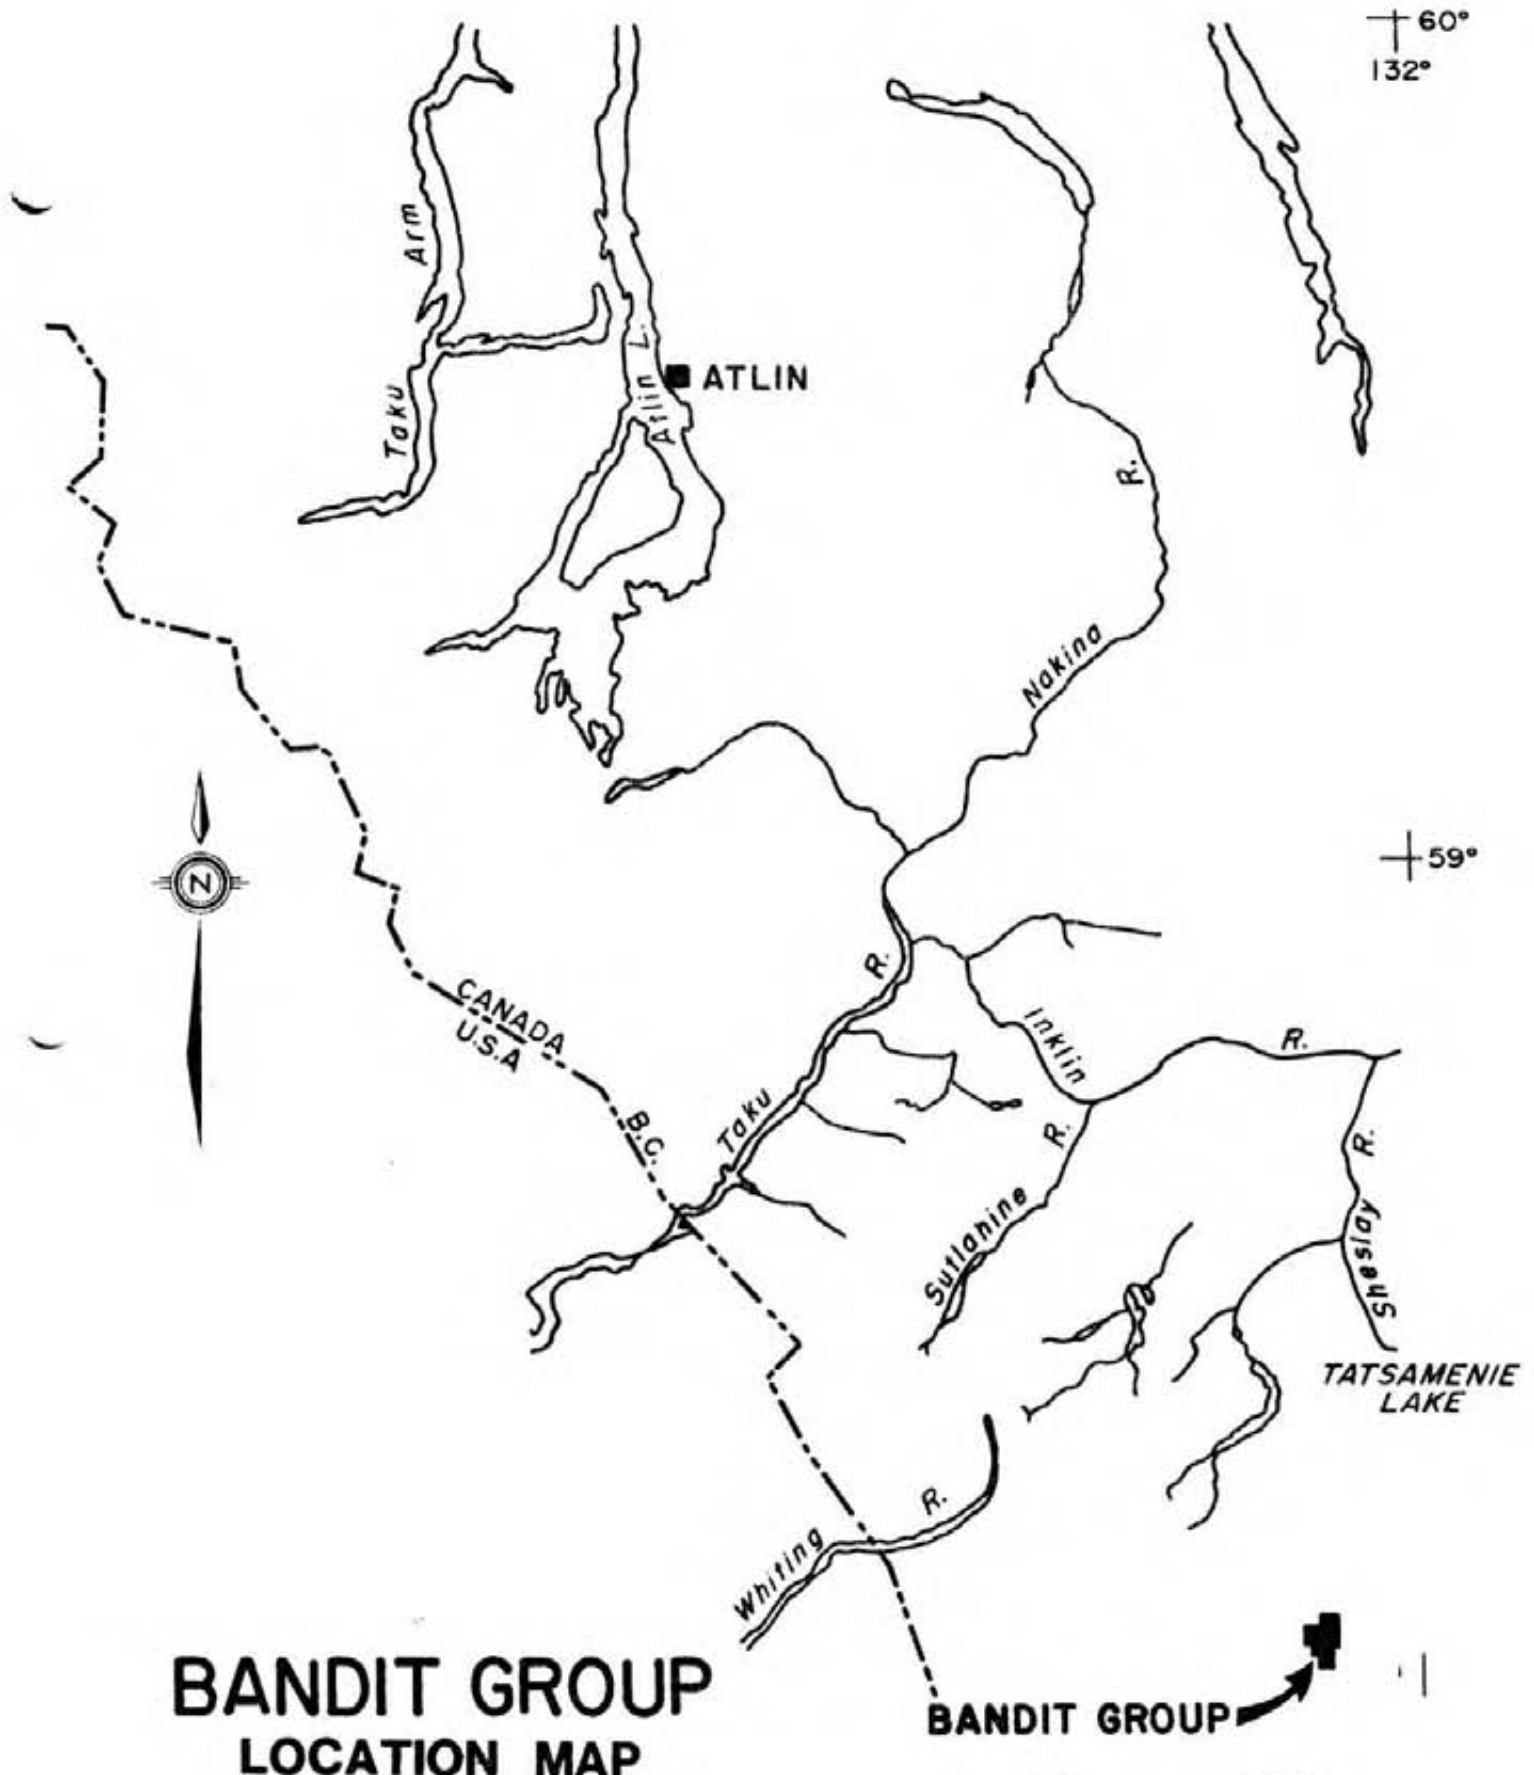 60°
132°
Taku Arm
Atlin L.
ATLIN
Nakina R.
59°
N
CANADA
U.S.A
B.C.
Taku R.
Inklin R.
Sutlahine R.
Sheslay R.
TATSAMENIE
LAKE
Whiting R.
BANDIT GROUP
BANDIT GROUP
LOCATION MAP